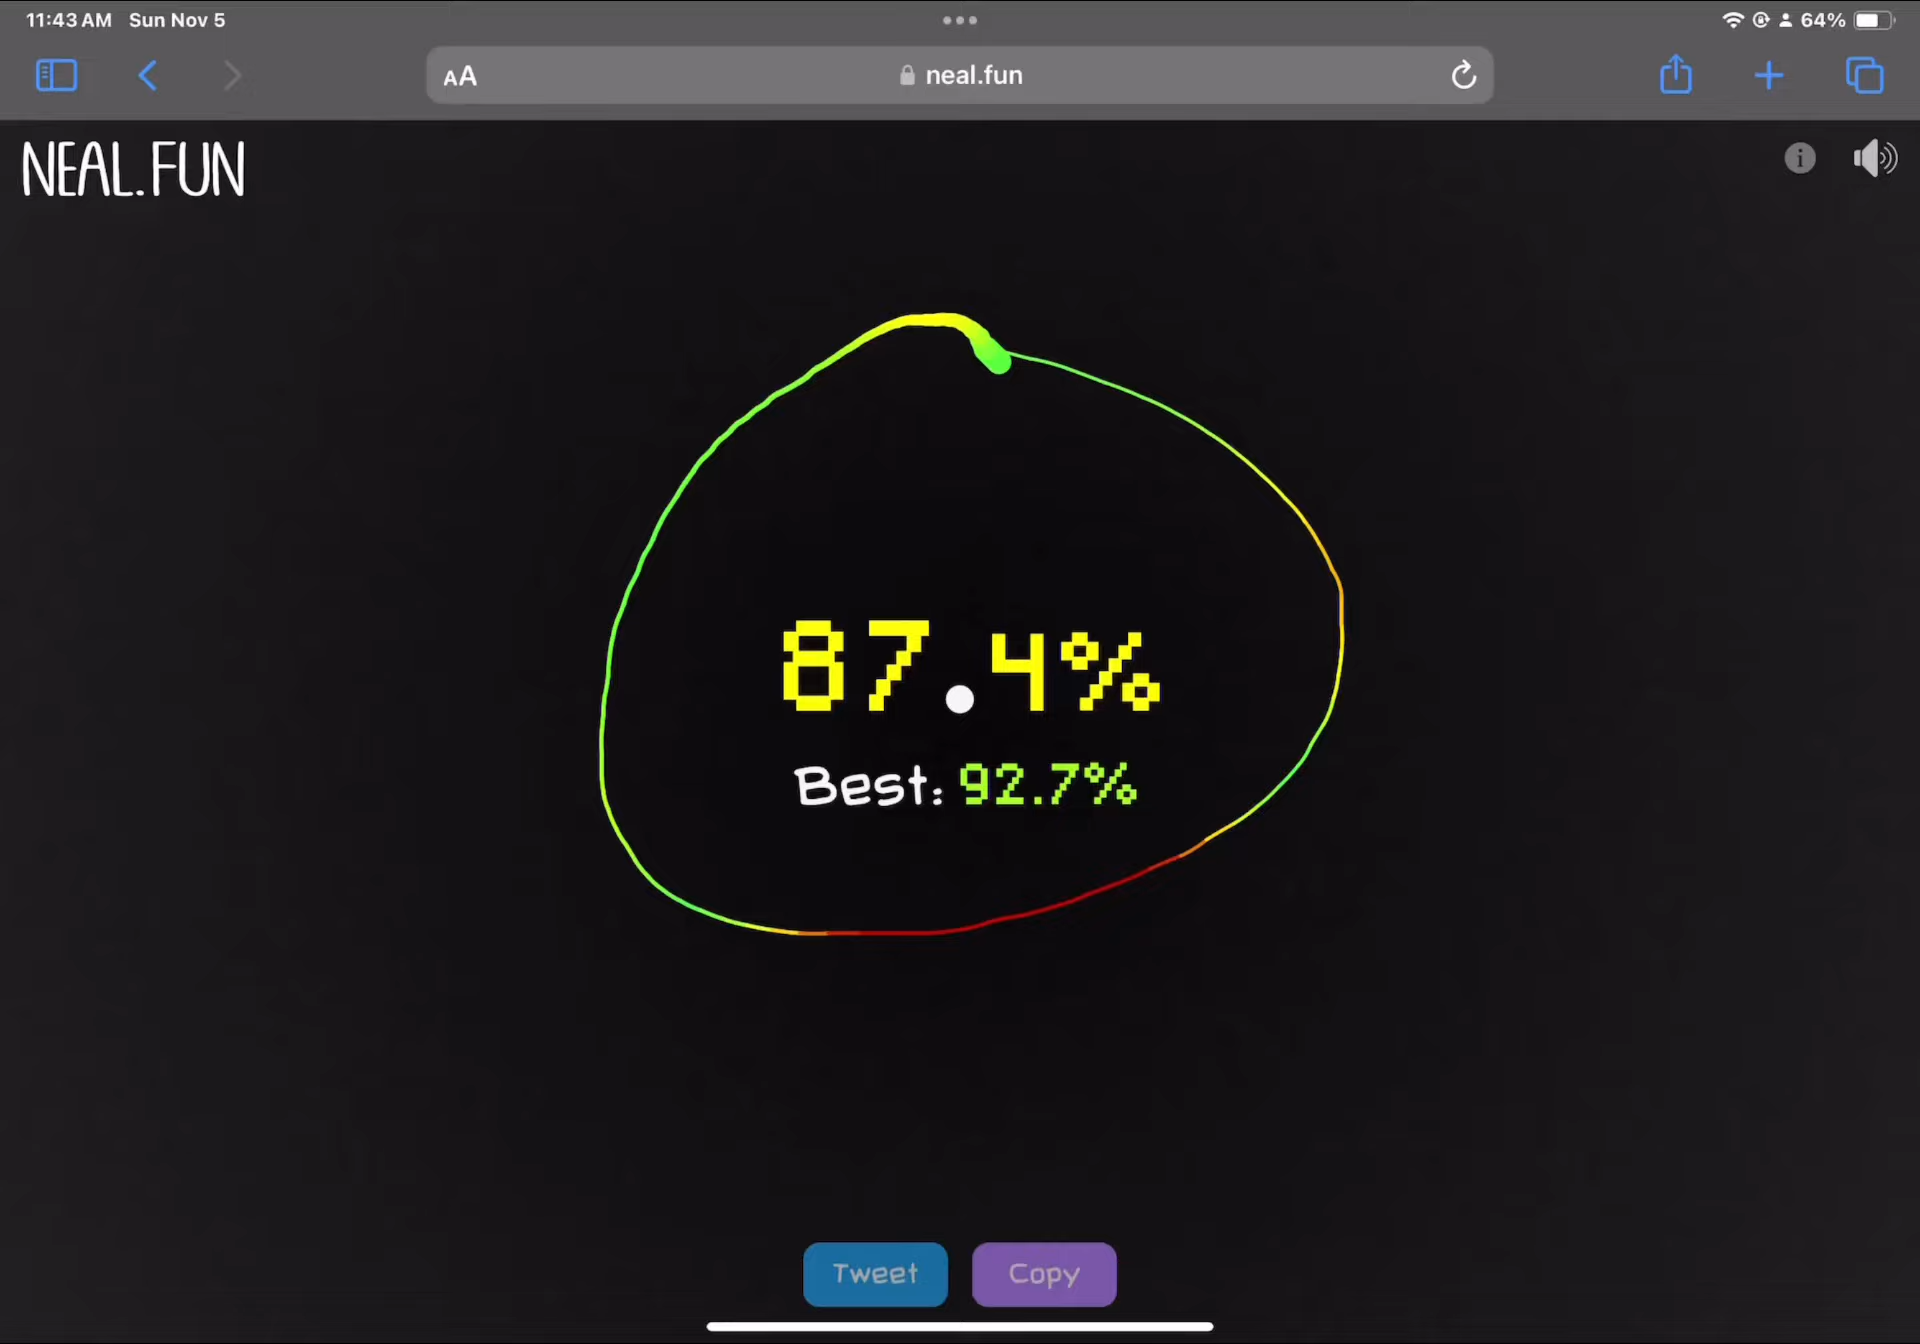 11:43 AM Sun Nov 5
64%
AA
neal.fun
NEAL.FUN
87.4%
Best: 92.7%
Tweet
Copy